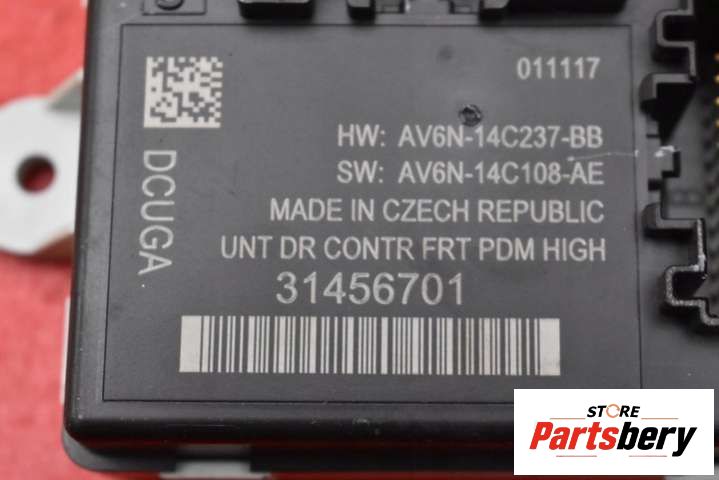 011117
HW: AV6N-14C237-BB
SW: AV6N-14C108-AE
MADE IN CZECH REPUBLIC
UNT DR CONTR FRT PDM HIGH
31456701
DCUGA
STORE
Partsbery